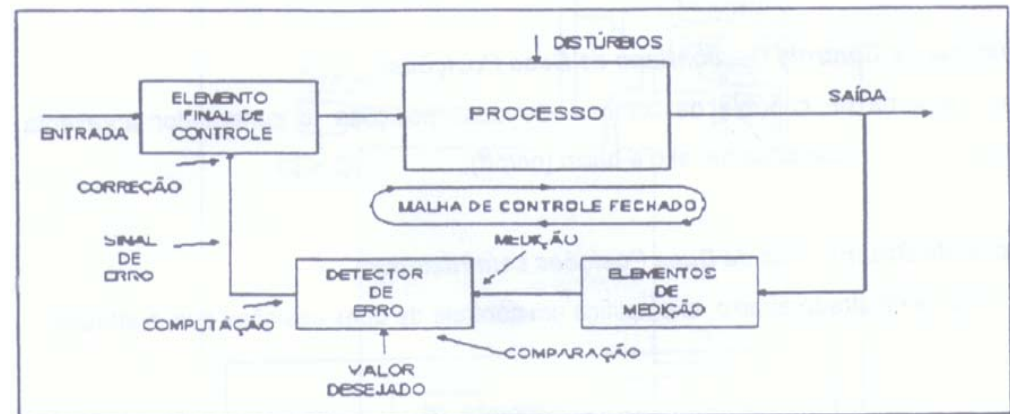 DISTÚRBIOS
ELEMENTO
FINAL DE
CONTROLE
PROCESSO
SAÍDA
ENTRADA
CORREÇÃO
MALHA DE CONTROLE FECHADO
SINAL
DE
ERRO
MEDIÇÃO
DETECTOR
DE
ERRO
ELEMENTOS
DE
MEDIÇÃO
COMPUTAÇÃO
COMPARAÇÃO
VALOR
DESEJADO